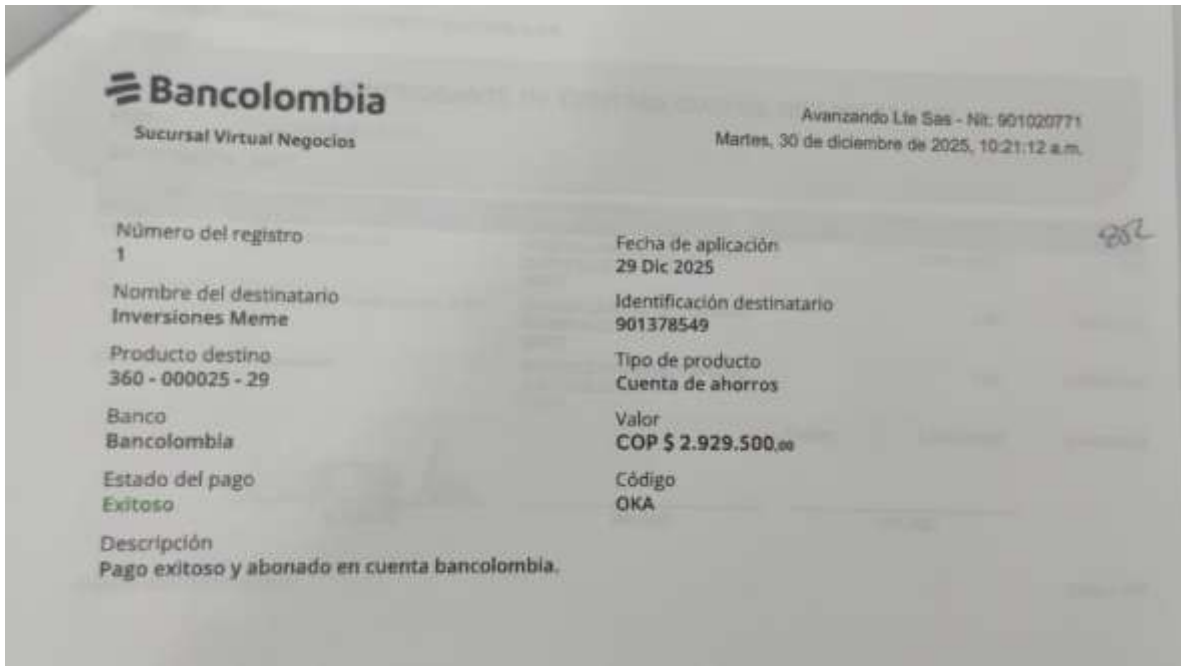 Bancolombia
Sucursal Virtual Negocios
Avanzando Lte Sas - Nit: 901020771
Martes, 30 de diciembre de 2025, 10:21:12 a.m.
802
Número del registro
1
Fecha de aplicación
29 Dic 2025
Nombre del destinatario
Inversiones Meme
Identificación destinatario
901378549
Producto destino
360 - 000025 - 29
Tipo de producto
Cuenta de ahorros
Banco
Bancolombia
Valor
COP $ 2.929.500,00
Estado del pago
Exitoso
Código
OKA
Descripción
Pago exitoso y abonado en cuenta bancolombia.